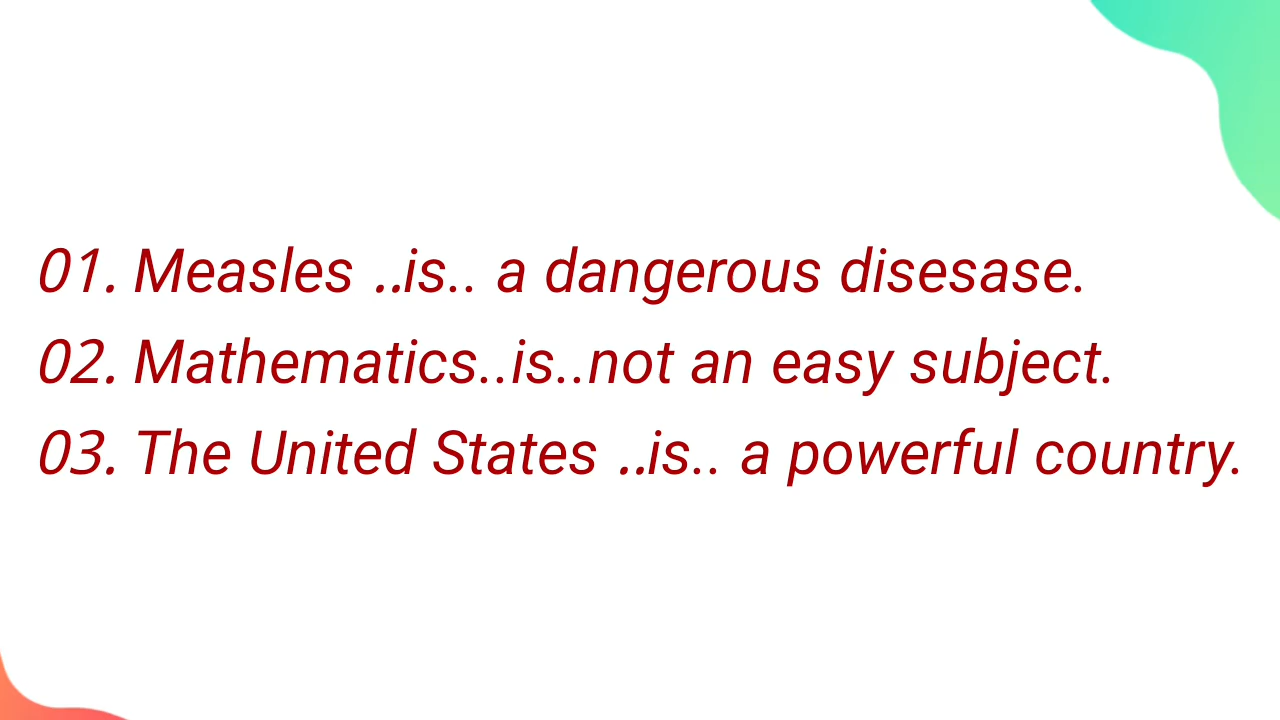 01. Measles ..is.. a dangerous disesase.
02. Mathematics..is..not an easy subject.
03. The United States ..is.. a powerful country.